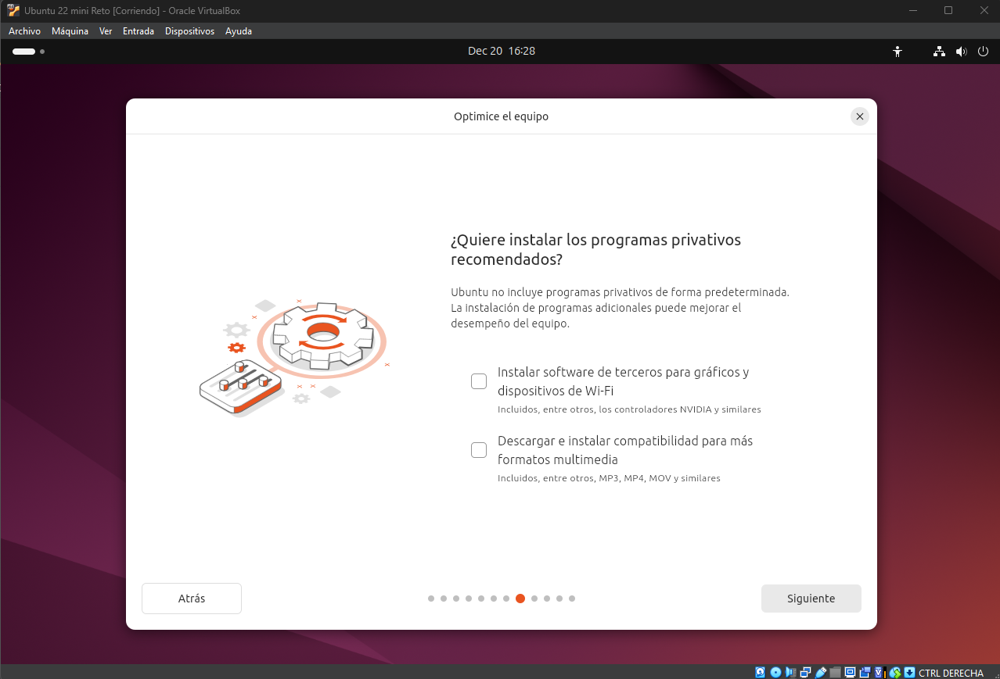 Ubuntu 22 mini Reto [Corriendo] - Oracle VirtualBox
Archivo Máquina Ver Entrada Dispositivos Ayuda
Dec 20 16:28
Optimice el equipo
¿Quiere instalar los programas privativos
recomendados?
Ubuntu no incluye programas privativos de forma predeterminada.
La instalación de programas adicionales puede mejorar el
desempeño del equipo.
Instalar software de terceros para gráficos y
dispositivos de Wi-Fi
Incluidos, entre otros, los controladores NVIDIA y similares
Descargar e instalar compatibilidad para más
formatos multimedia
Incluidos, entre otros, MP3, MP4, MOV y similares
Atrás
Siguiente
CTRL DERECHA